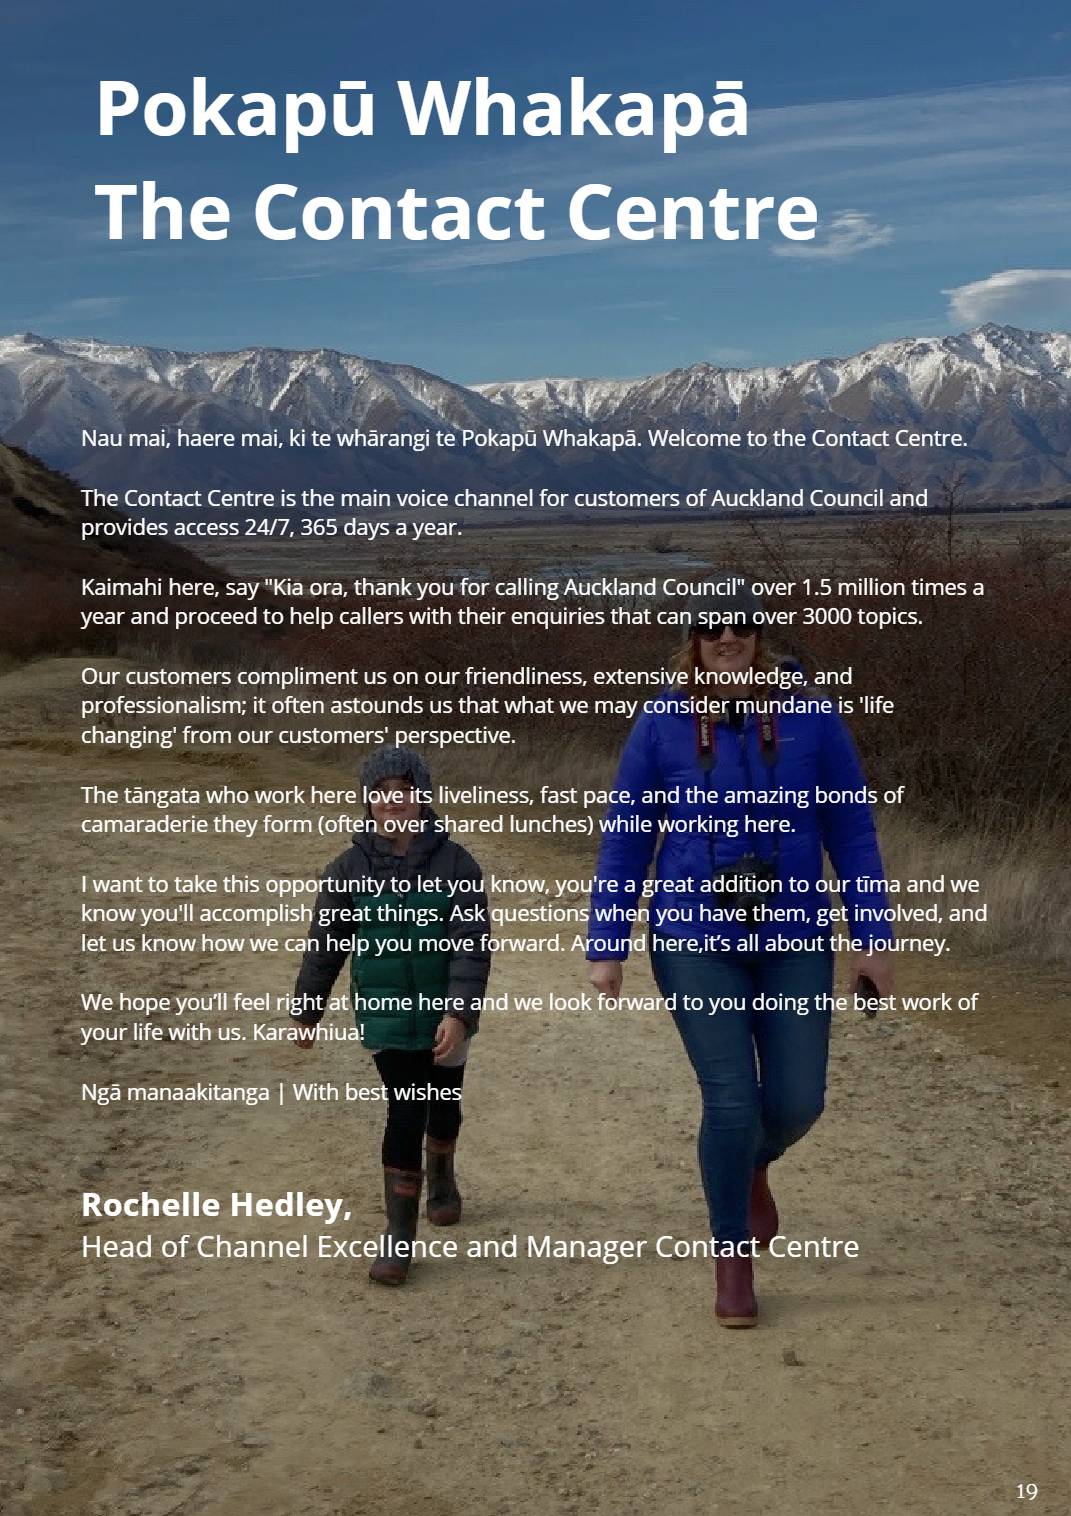 Pokapū Whakapā
The Contact Centre
Nau mai, haere mai, ki te whārangi te Pokapū Whakapā. Welcome to the Contact Centre.
The Contact Centre is the main voice channel for customers of Auckland Council and
provides access 24/7, 365 days a year.
Kaimahi here, say "Kia ora, thank you for calling Auckland Council" over 1.5 million times a
year and proceed to help callers with their enquiries that can span over 3000 topics.
Our customers compliment us on our friendliness, extensive knowledge, and
professionalism; it often astounds us that what we may consider mundane is 'life
changing' from our customers' perspective.
The tāngata who work here love its liveliness, fast pace, and the amazing bonds of
camaraderie they form (often over shared lunches) while working here.
I want to take this opportunity to let you know, you're a great addition to our tīma and we
know you'll accomplish great things. Ask questions when you have them, get involved, and
let us know how we can help you move forward. Around here,it’s all about the journey.
We hope you’ll feel right at home here and we look forward to you doing the best work of
your life with us. Karawhiua!
Ngā manaakitanga | With best wishes
Rochelle Hedley,
Head of Channel Excellence and Manager Contact Centre
19